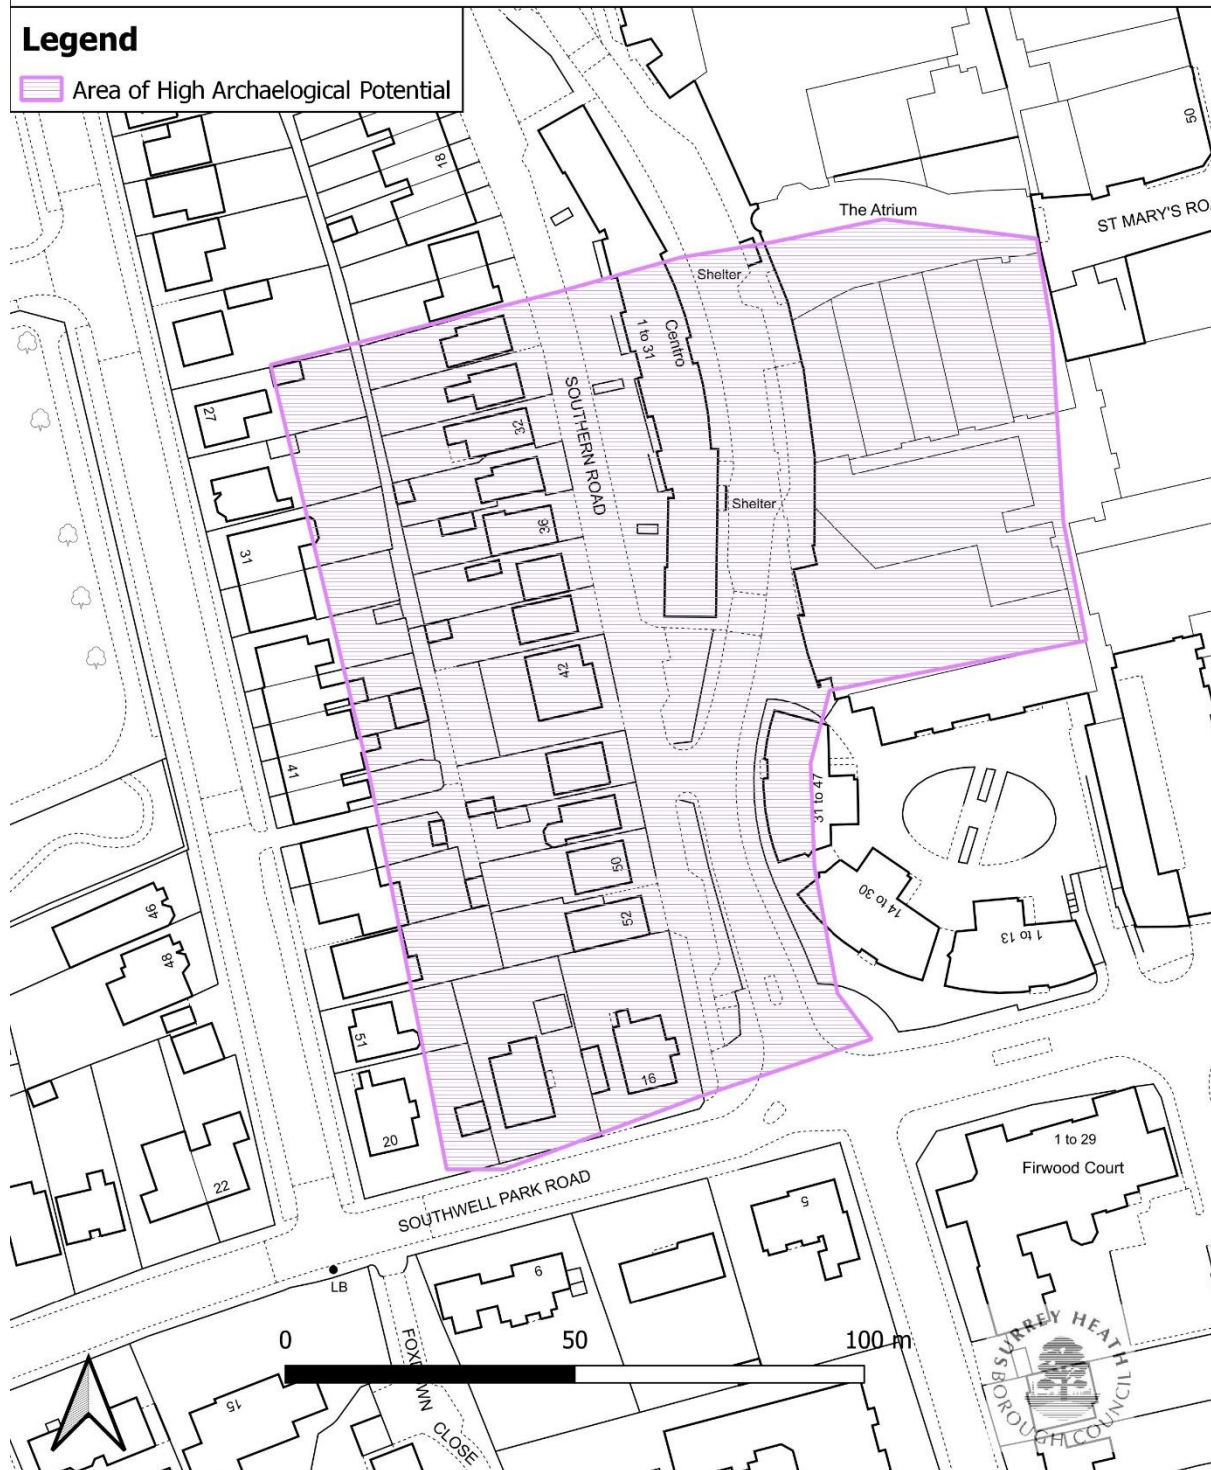 Legend
Area of High Archaelogical Potential
18
50
The Atrium
ST MARY'S RO
Shelter
1 to 31
Centro
27
SOUTHERN ROAD
32
Shelter
36
31
42
41
31 to 47
50
14 to 30
46
52
1 to 13
48
51
16
20
1 to 29
Firwood Court
22
SOUTHWELL PARK ROAD
5
6
LB
0 50 100 m
FOXDOWN CLOSE
15
SURREY HEATH
BOROUGH COUNCIL